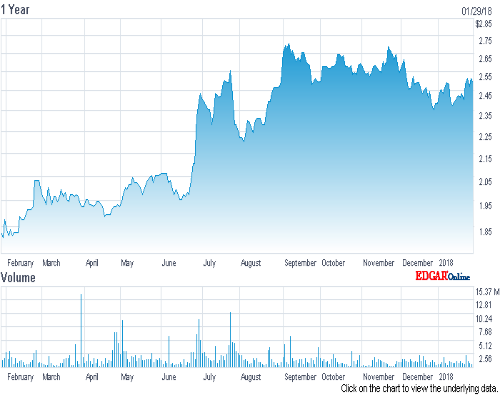 1 Year 01/29/18
$2.85
2.75
2.65
2.55
2.45
2.35
2.25
2.15
2.05
1.95
1.85
February March April May June July August September October November December 2018
EDGAR Online
Volume
15.37 M
12.81
10.24
7.68
5.12
2.56
February March April May June July August September October November December 2018
Click on the chart to view the underlying data.